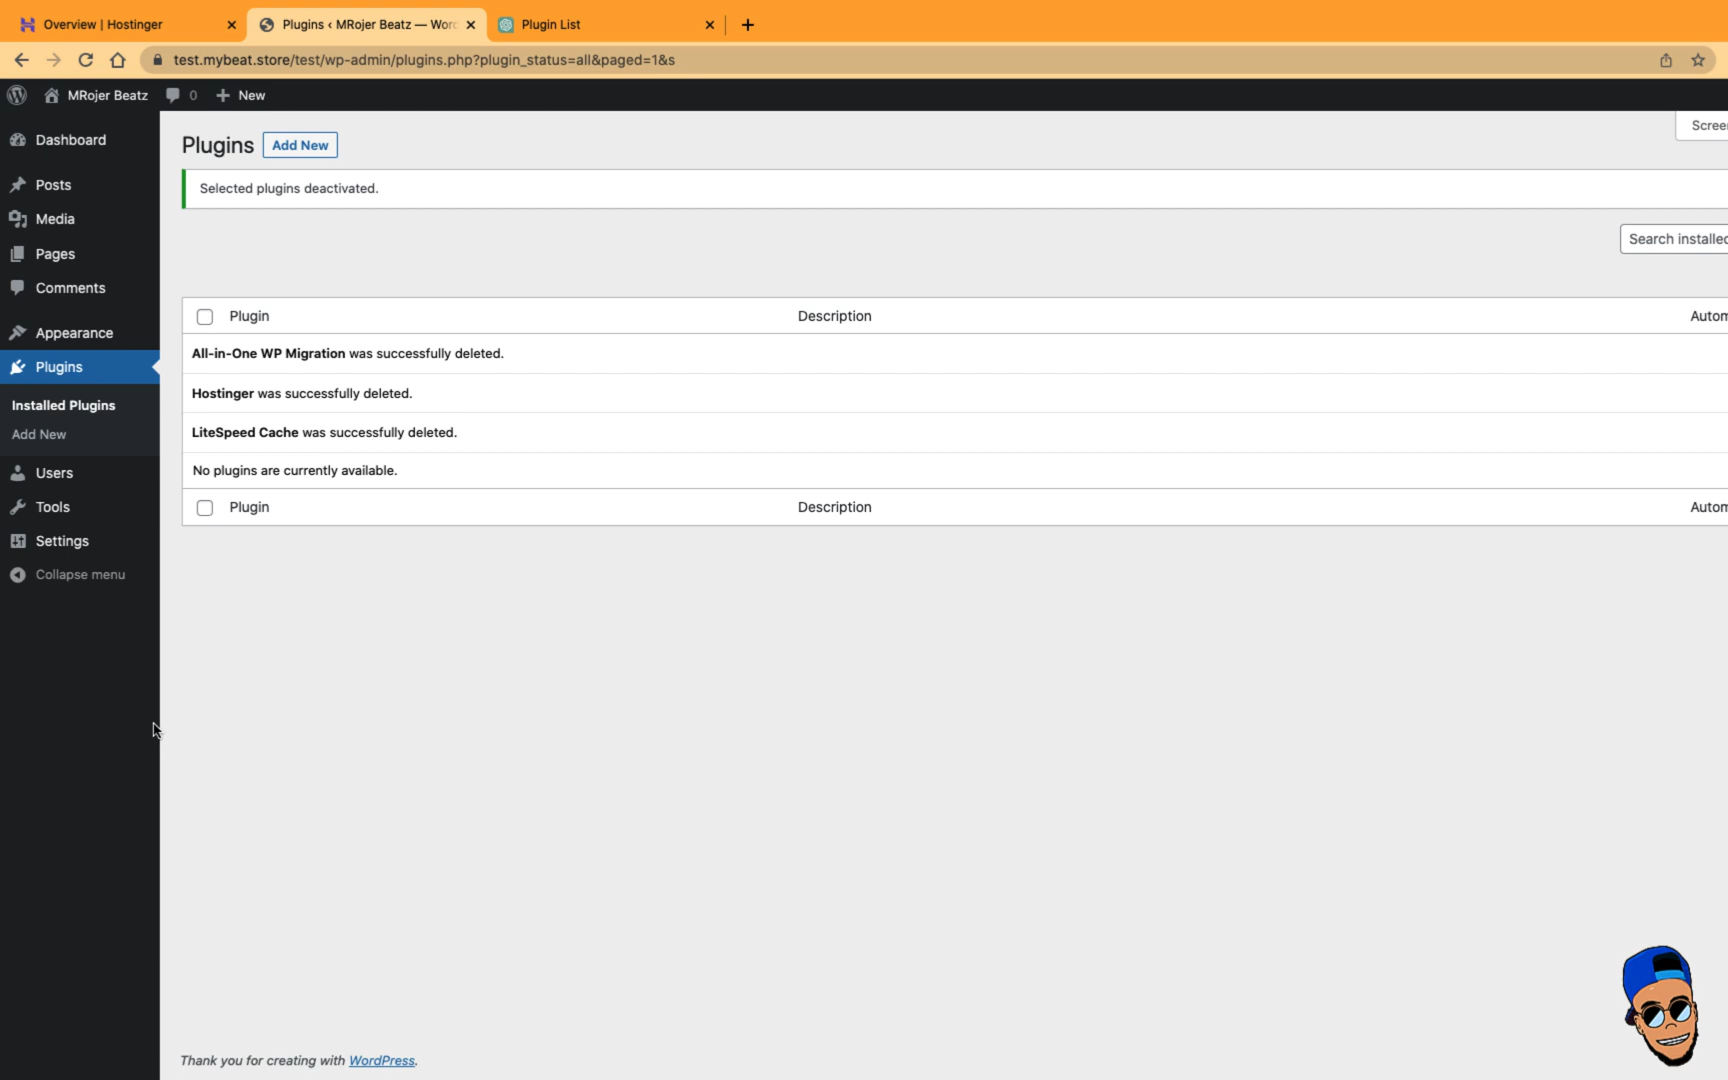 Overview | Hostinger
Plugins ‹ MRojer Beatz — Word
Plugin List
test.mybeat.store/test/wp-admin/plugins.php?plugin_status=all&paged=1&s
MRojer Beatz
0
New
Dashboard
Posts
Media
Pages
Comments
Appearance
Plugins
Installed Plugins
Add New
Users
Tools
Settings
Collapse menu
Plugins
Add New
Scree
Selected plugins deactivated.
Search installed
Plugin Description Autom
All-in-One WP Migration was successfully deleted.
Hostinger was successfully deleted.
LiteSpeed Cache was successfully deleted.
No plugins are currently available.
Plugin Description Autom
Thank you for creating with WordPress.